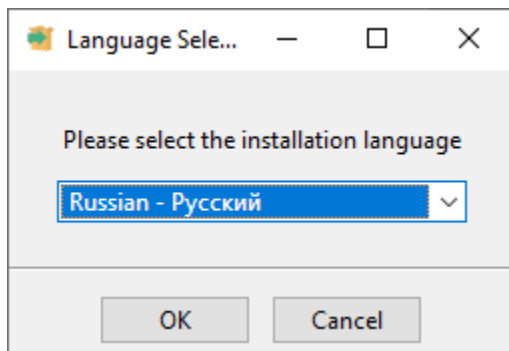 Language Sele...
Please select the installation language
Russian - Русский
OK
Cancel